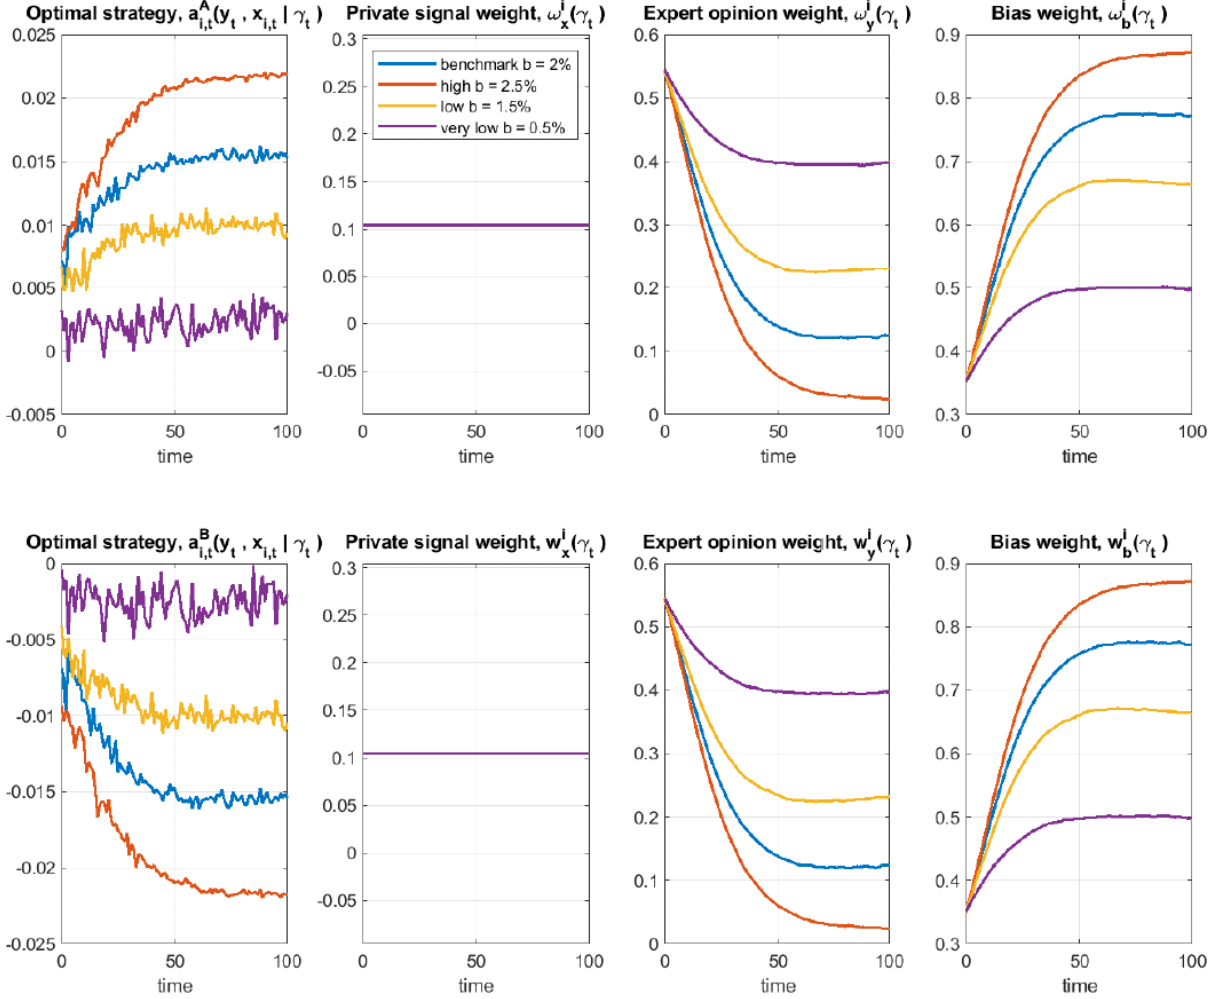 Optimal strategy, a^A_{i,t}(y_t , x_{i,t} | γ_t )
0.025
0.02
0.015
0.01
0.005
0
-0.005
0 50 100
time
Private signal weight, ω^i_x(γ_t )
0.3
0.25
0.2
0.15
0.1
0.05
0
-0.05
benchmark b = 2%
high b = 2.5%
low b = 1.5%
very low b = 0.5%
0 50 100
time
Expert opinion weight, ω^i_y(γ_t )
0.6
0.5
0.4
0.3
0.2
0.1
0
0 50 100
time
Bias weight, ω^i_b(γ_t )
0.9
0.8
0.7
0.6
0.5
0.4
0.3
0 50 100
time
Optimal strategy, a^B_{i,t}(y_t , x_{i,t} | γ_t )
0
-0.005
-0.01
-0.015
-0.02
-0.025
0 50 100
time
Private signal weight, w^i_x(γ_t )
0.3
0.25
0.2
0.15
0.1
0.05
0
-0.05
0 50 100
time
Expert opinion weight, w^i_y(γ_t )
0.6
0.5
0.4
0.3
0.2
0.1
0
0 50 100
time
Bias weight, w^i_b(γ_t )
0.9
0.8
0.7
0.6
0.5
0.4
0.3
0 50 100
time